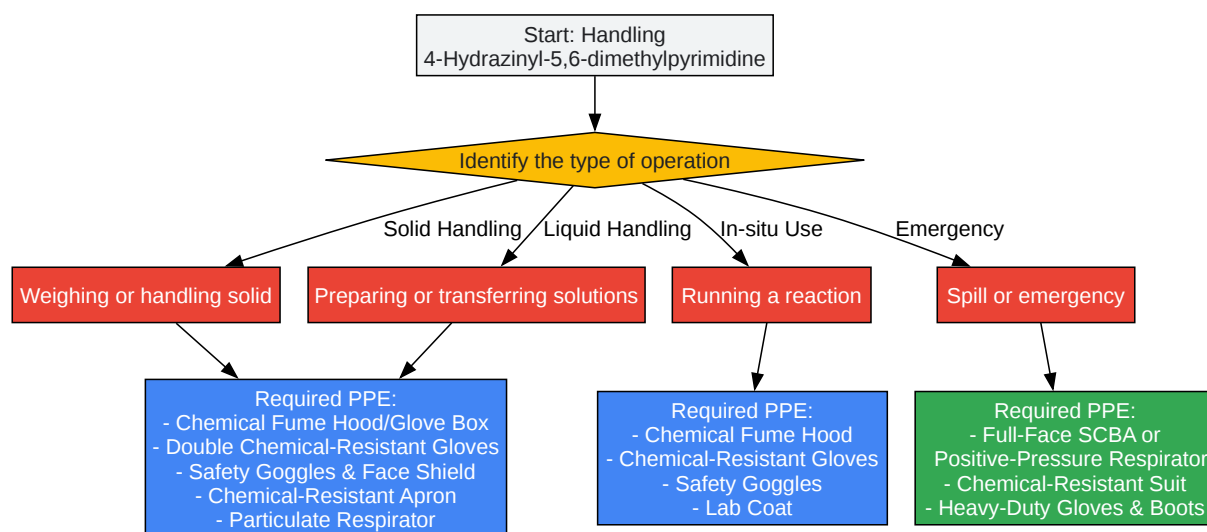 Start: Handling
4-Hydrazinyl-5,6-dimethylpyrimidine
Identify the type of operation
Solid Handling
Liquid Handling
In-situ Use
Emergency
Weighing or handling solid
Preparing or transferring solutions
Running a reaction
Spill or emergency
Required PPE:
- Chemical Fume Hood/Glove Box
- Double Chemical-Resistant Gloves
- Safety Goggles & Face Shield
- Chemical-Resistant Apron
- Particulate Respirator
Required PPE:
- Chemical Fume Hood
- Chemical-Resistant Gloves
- Safety Goggles
- Lab Coat
Required PPE:
- Full-Face SCBA or
Positive-Pressure Respirator
- Chemical-Resistant Suit
- Heavy-Duty Gloves & Boots